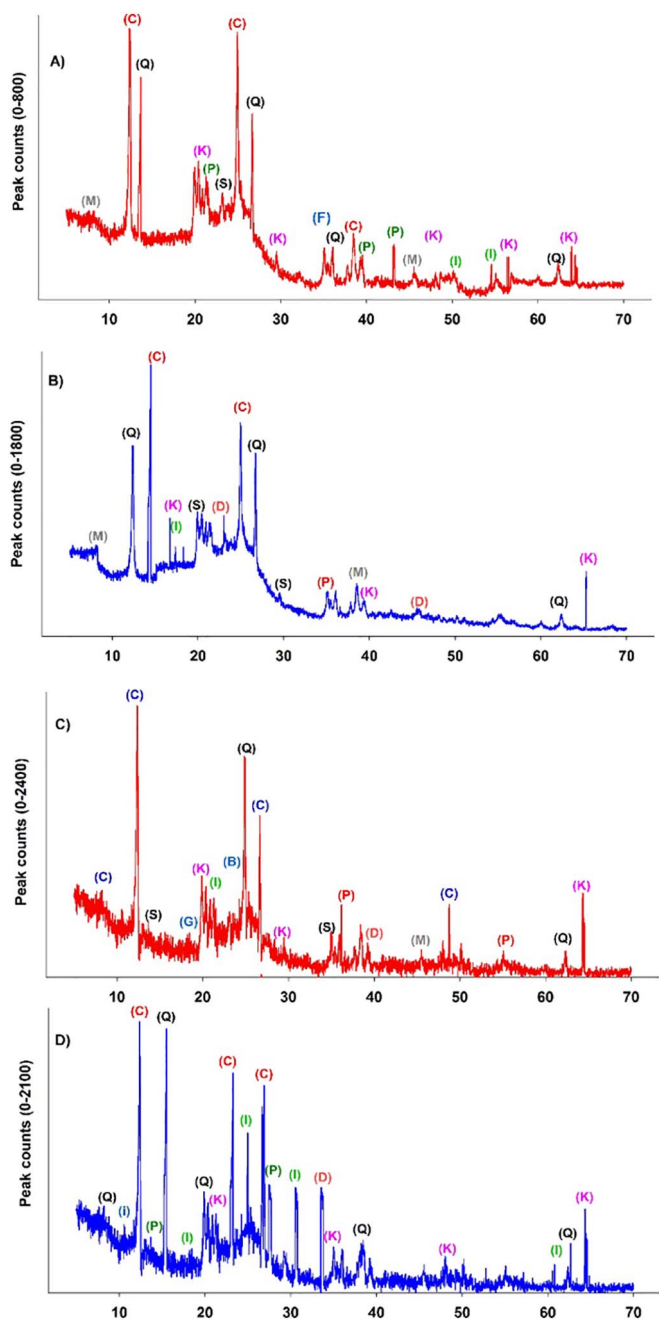 A)
Peak counts (0-800)
(C)
(Q)
(C)
(Q)
(M)
(K)
(P)
(S)
(K)
(F)
(Q)
(C)
(P)
(P)
(M)
(K)
(I)
(I)
(K)
(Q)
(K)
10 20 30 40 50 60 70
B)
Peak counts (0-1800)
(C)
(Q)
(C)
(Q)
(M)
(K)
(I)
(S)
(D)
(S)
(P)
(M)
(K)
(D)
(Q)
(K)
10 20 30 40 50 60 70
C)
Peak counts (0-2400)
(C)
(Q)
(C)
(C)
(S)
(G)
(K)
(I)
(B)
(K)
(S)
(P)
(D)
(M)
(C)
(P)
(Q)
(K)
10 20 30 40 50 60 70
D)
Peak counts (0-2100)
(C)
(Q)
(C)
(C)
(Q)
(i)
(P)
(I)
(Q)
(K)
(I)
(P)
(I)
(D)
(K)
(Q)
(K)
(I)
(Q)
(K)
10 20 30 40 50 60 70